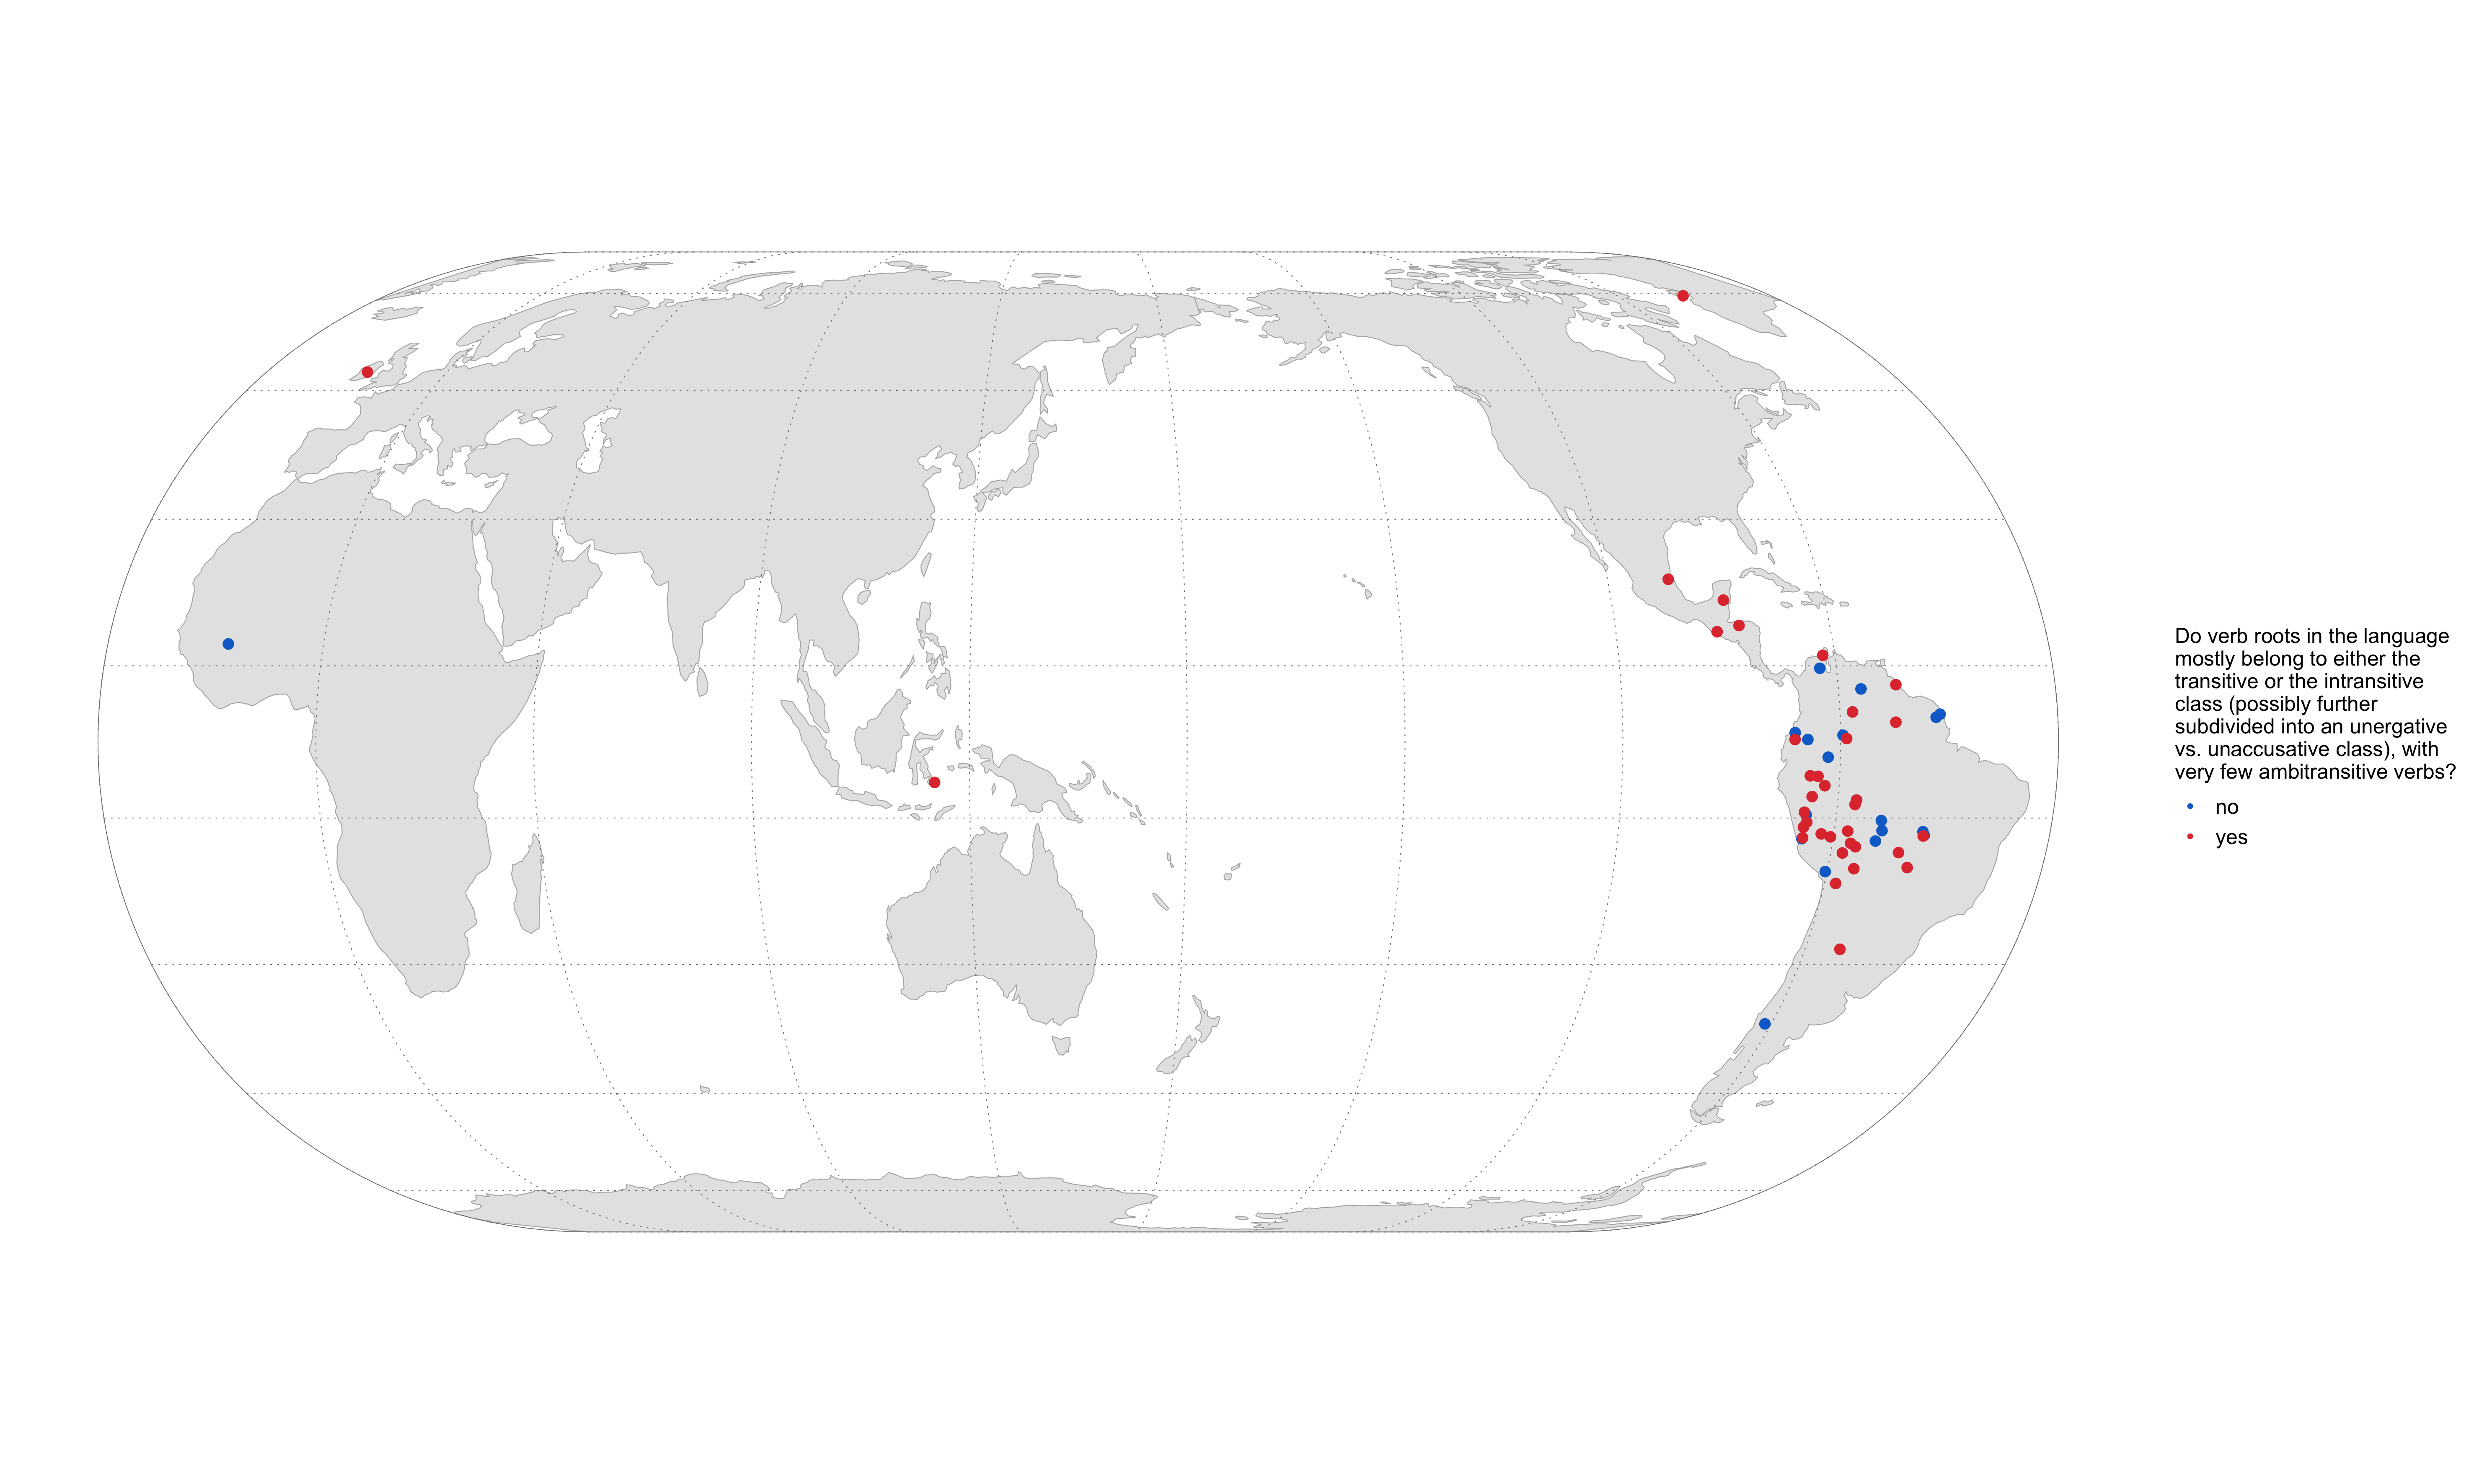 Do verb roots in the language
mostly belong to either the
transitive or the intransitive
class (possibly further
subdivided into an unergative
vs. unaccusative class), with
very few ambitransitive verbs?
no
yes